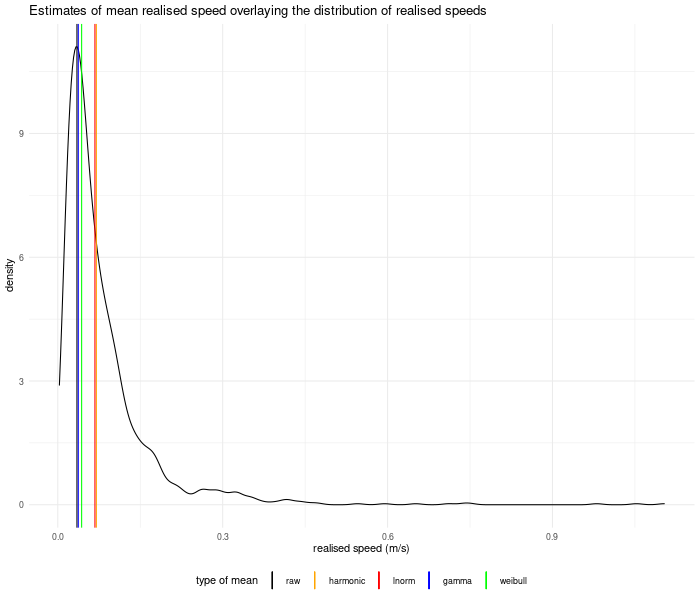 Estimates of mean realised speed overlaying the distribution of realised speeds
density
9
6
3
0
0.0 0.3 0.6 0.9
realised speed (m/s)
type of mean raw harmonic lnorm gamma weibull